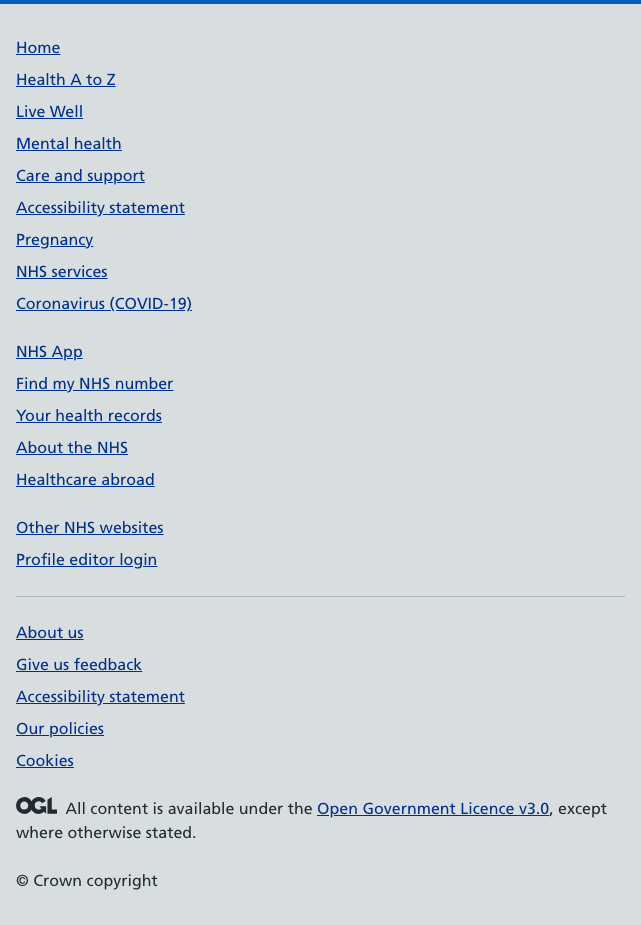 Home
Health A to Z
Live Well
Mental health
Care and support
Accessibility statement
Pregnancy
NHS services
Coronavirus (COVID-19)
NHS App
Find my NHS number
Your health records
About the NHS
Healthcare abroad
Other NHS websites
Profile editor login
About us
Give us feedback
Accessibility statement
Our policies
Cookies
OGL All content is available under the Open Government Licence v3.0, except
where otherwise stated.
© Crown copyright